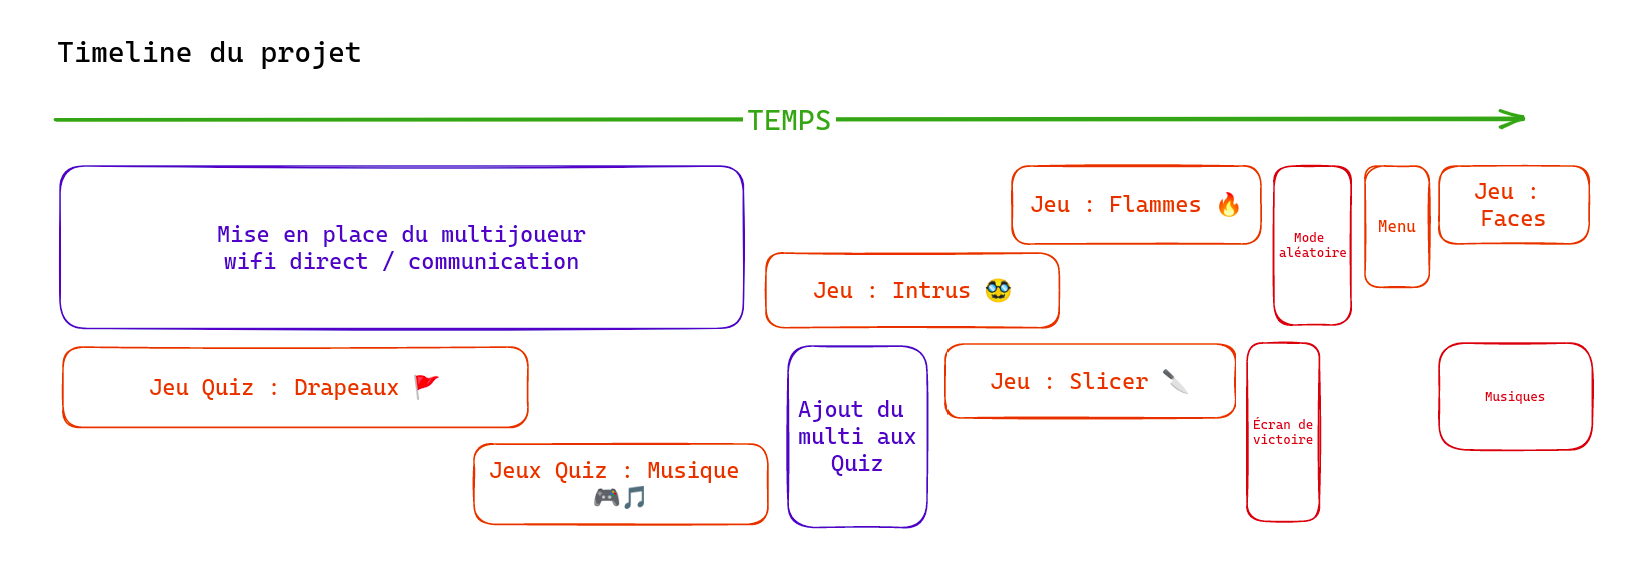 Timeline du projet
TEMPS
Mise en place du multijoueur
wifi direct / communication
Jeu : Flammes 🔥
Mode
aléatoire
Menu
Jeu :
Faces
Jeu : Intrus 🥸
Jeu Quiz : Drapeaux 🚩
Ajout du
multi aux
Quiz
Jeu : Slicer 🔪
Écran de
victoire
Musiques
Jeux Quiz : Musique
🎮🎵